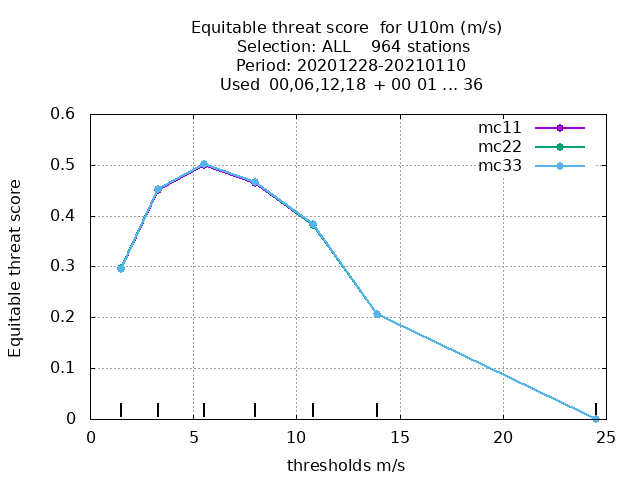 Equitable threat score  for U10m (m/s)
Selection: ALL    964 stations
Period: 20201228-20210110
Used 00,06,12,18 + 00 01 ... 36
mc11
mc22
mc33
0.6
0.5
0.4
0.3
0.2
0.1
0
Equitable threat score
0 5 10 15 20 25
thresholds m/s